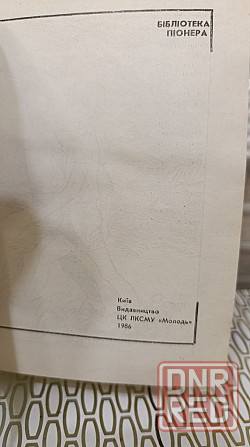 БІБЛІОТЕКА
ПІОНЕРА
Київ
Видавництво
ЦК ЛКСМУ «Молодь»
1986
DNR
RED